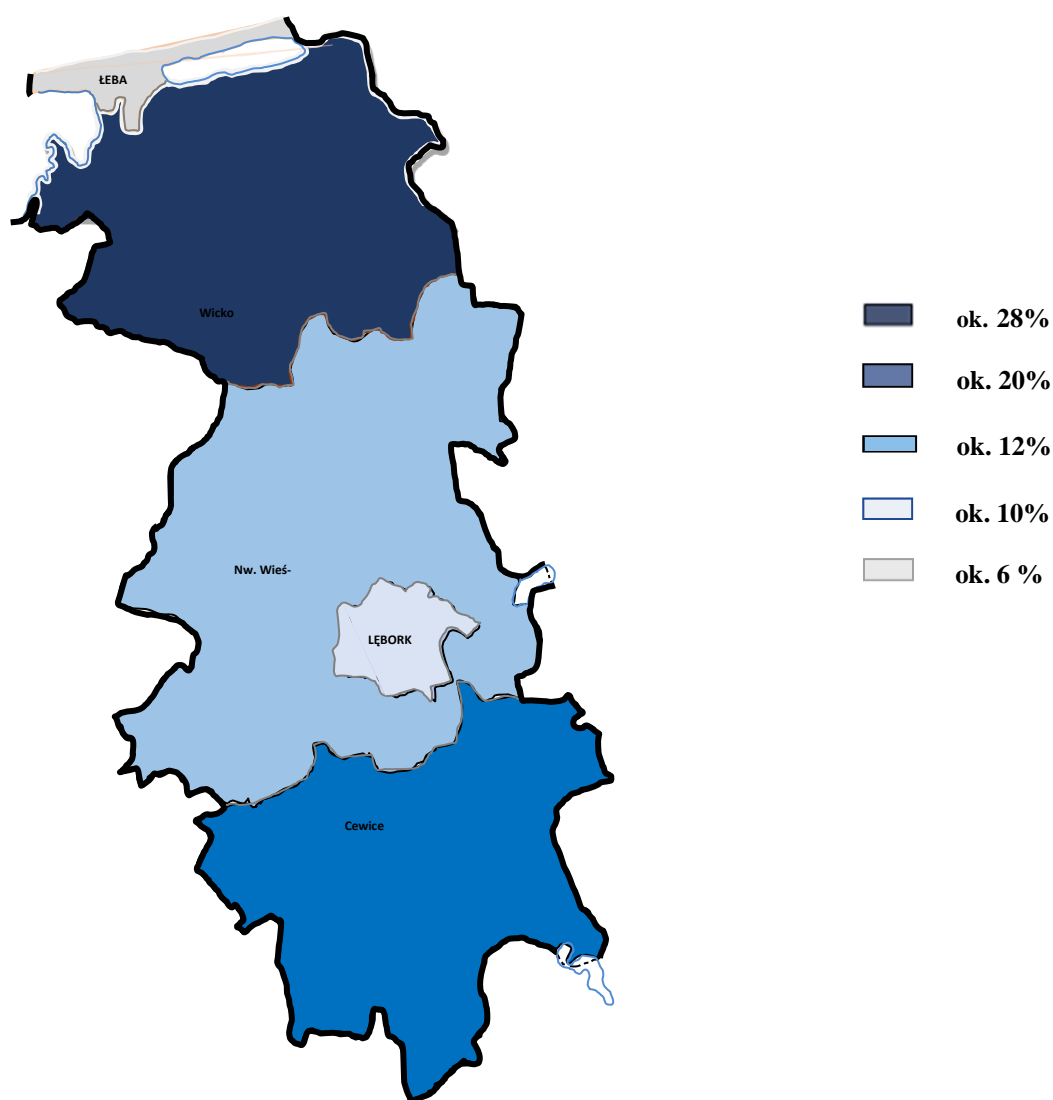 ŁEBA
Wicko
Nw. Wieś-
LĘBORK
Cewice
ok. 28%
ok. 20%
ok. 12%
ok. 10%
ok. 6 %